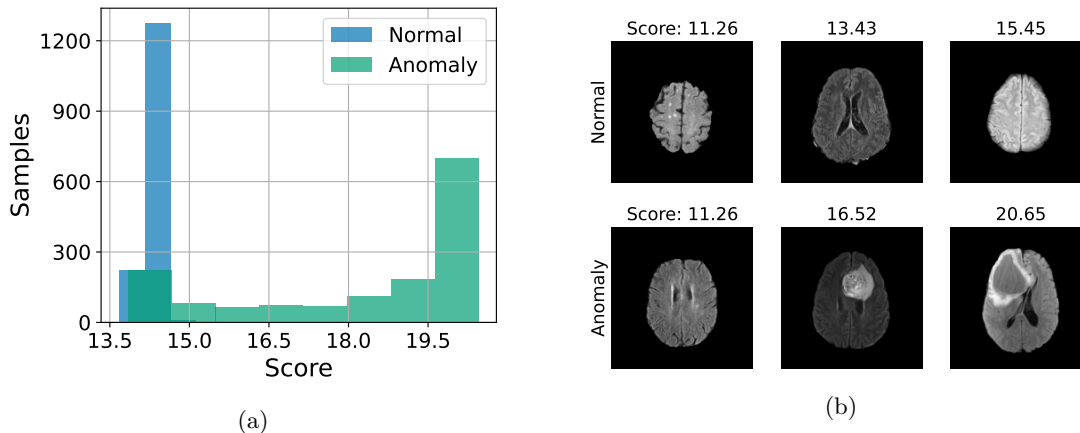 1200
900
600
300
0
Samples
13.5 15.0 16.5 18.0 19.5
Score
Normal
Anomaly
(a)
Score: 11.26 13.43 15.45
Normal
Score: 11.26 16.52 20.65
Anomaly
(b)